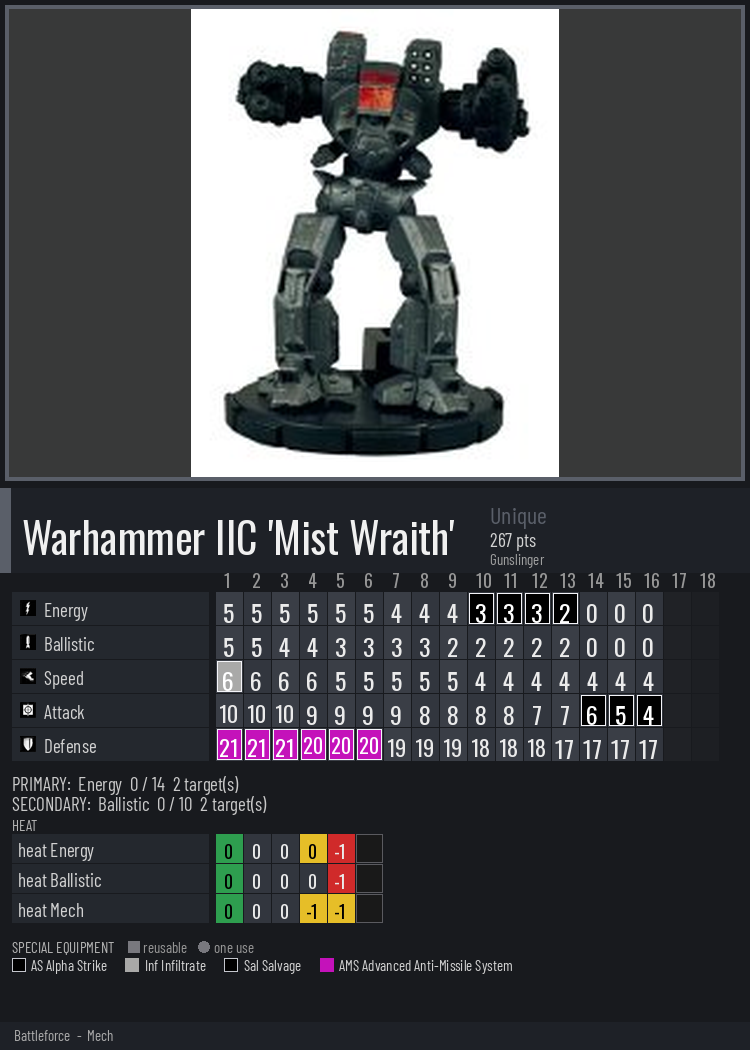 Warhammer IIC 'Mist Wraith'
Unique
267 pts
Gunslinger
1 2 3 4 5 6 7 8 9 10 11 12 13 14 15 16 17 18
Energy 5 5 5 5 5 5 4 4 4 3 3 3 2 0 0 0
Ballistic 5 5 4 4 3 3 3 3 2 2 2 2 2 2 2 2
Speed 6 6 6 6 5 5 5 5 5 4 4 4 4 4 4 4
Attack 10 10 10 9 9 9 9 8 8 8 8 7 7 6 5 4
Defense 21 21 21 20 20 20 19 19 19 18 18 18 17 17 17 17
PRIMARY: Energy 0 / 14 2 target(s)
SECONDARY: Ballistic 0 / 10 2 target(s)
HEAT
heat Energy 0 0 0 0 -1
heat Ballistic 0 0 0 0 -1
heat Mech 0 0 0 -1 -1
SPECIAL EQUIPMENT reusable one use
AS Alpha Strike Inf Infiltrate Sal Salvage AMS Advanced Anti-Missile System
Battleforce - Mech